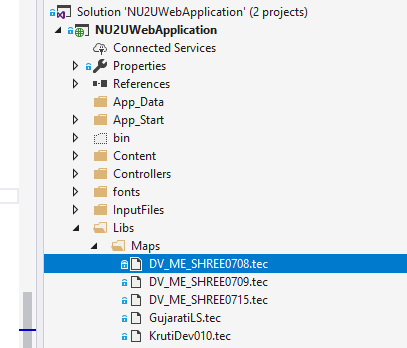 Solution 'NU2UWebApplication' (2 projects)
NU2UWebApplication
Connected Services
Properties
References
App_Data
App_Start
bin
Content
Controllers
fonts
InputFiles
Libs
Maps
DV_ME_SHREE0708.tec
DV_ME_SHREE0709.tec
DV_ME_SHREE0715.tec
GujaratiLS.tec
KrutiDev010.tec